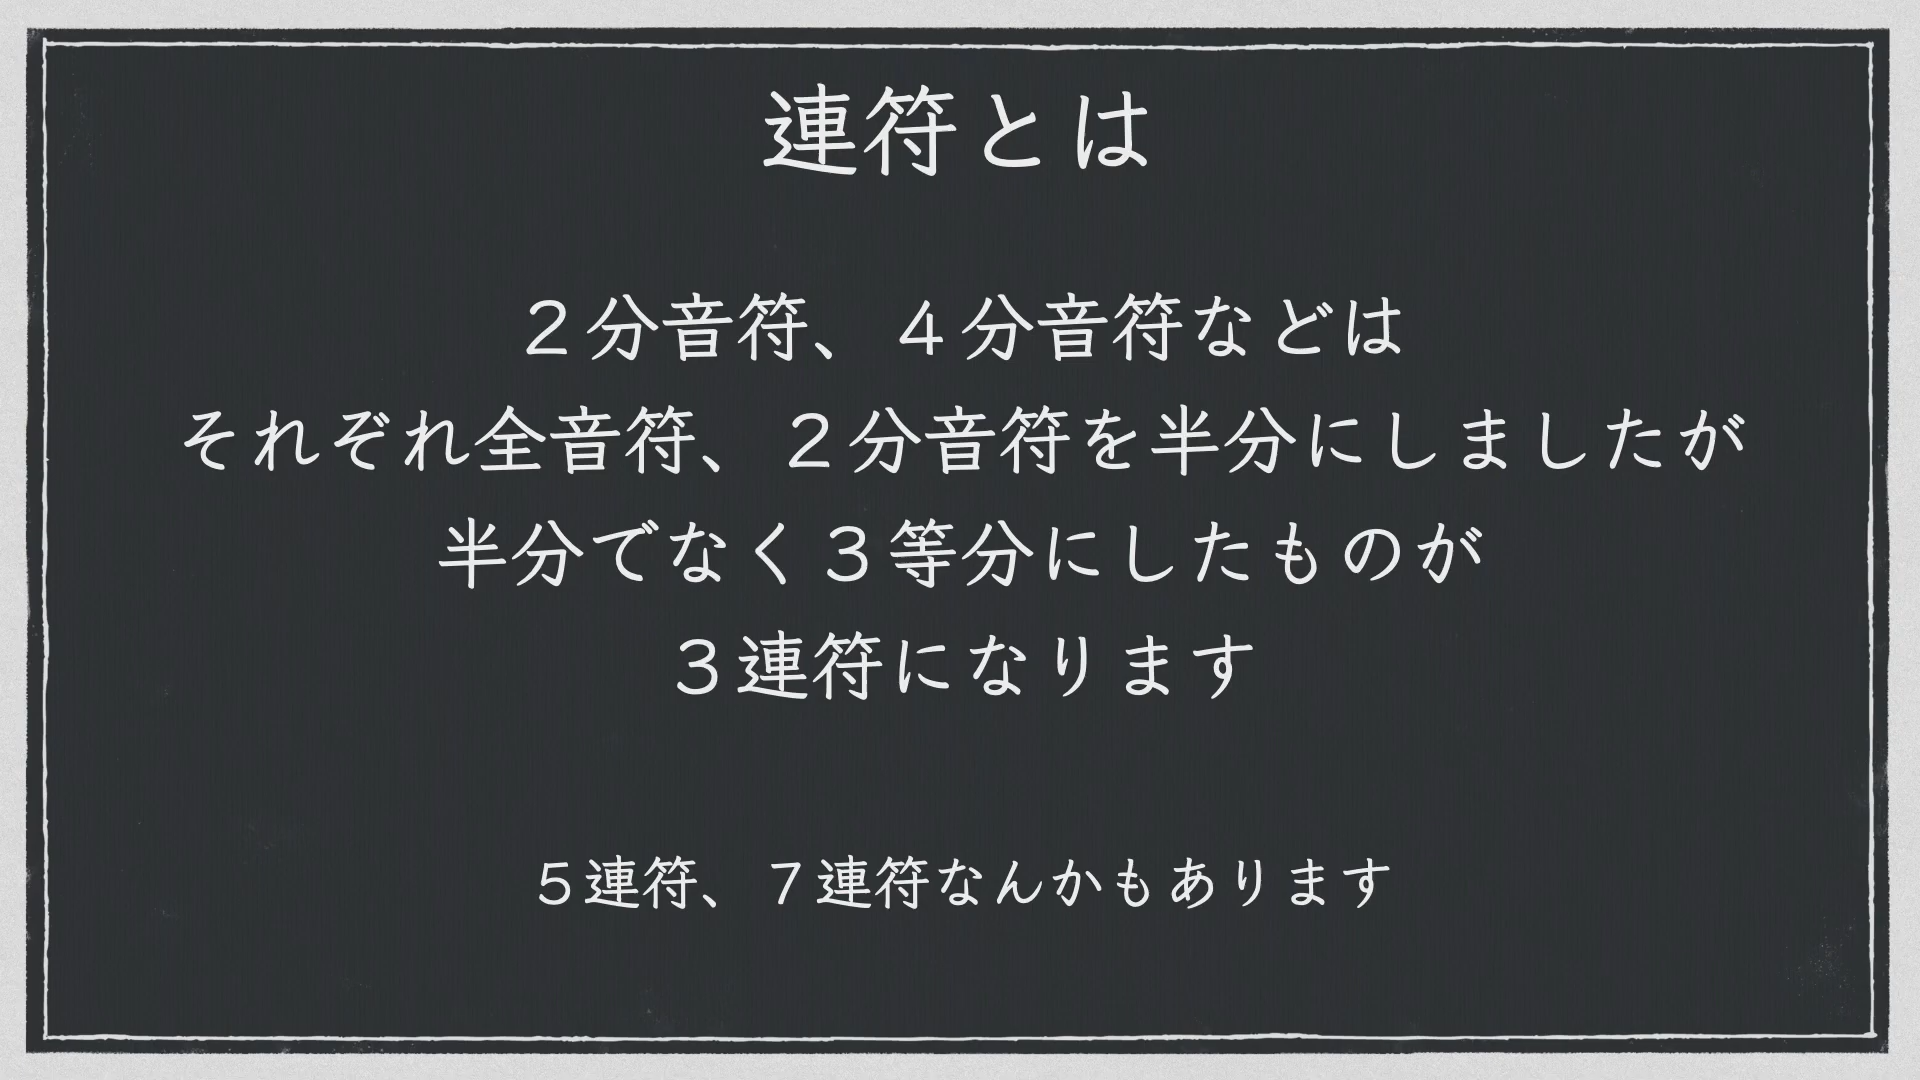 連符とは
２分音符、４分音符などは
それぞれ全音符、２分音符を半分にしましたが
半分でなく３等分にしたものが
３連符になります
５連符、７連符なんかもあります